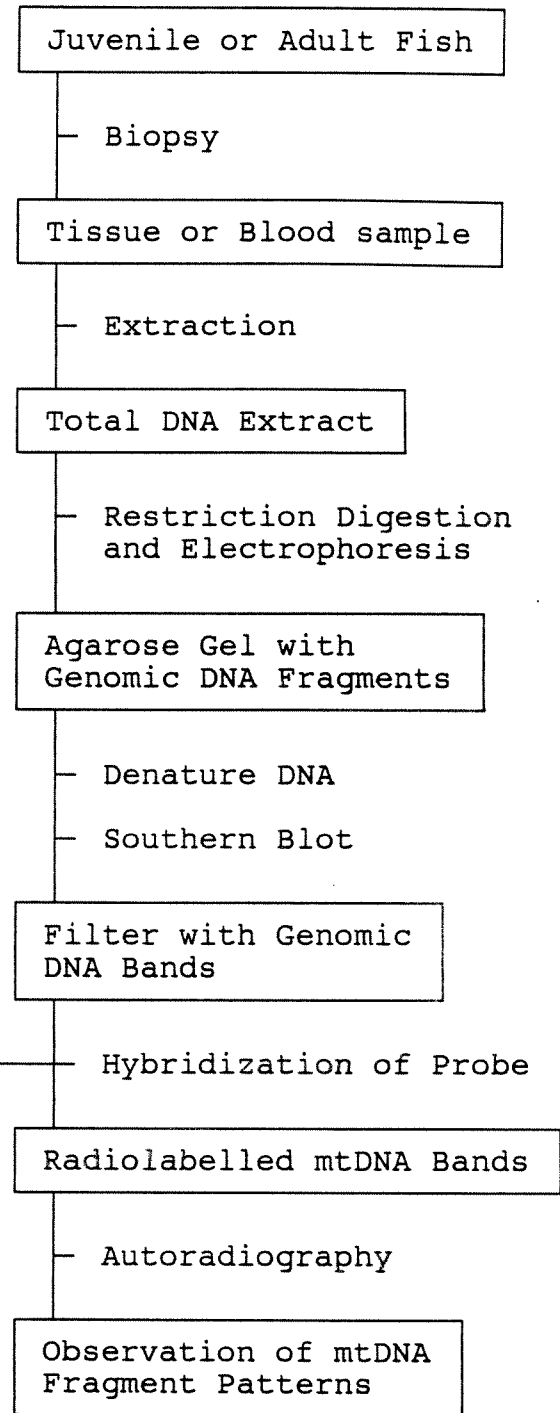 Juvenile or Adult Fish
Biopsy
Tissue or Blood sample
Extraction
Total DNA Extract
Restriction Digestion
and Electrophoresis
Agarose Gel with
Genomic DNA Fragments
Denature DNA
Southern Blot
Filter with Genomic
DNA Bands
Hybridization of Probe
Radiolabelled mtDNA Bands
Autoradiography
Observation of mtDNA
Fragment Patterns